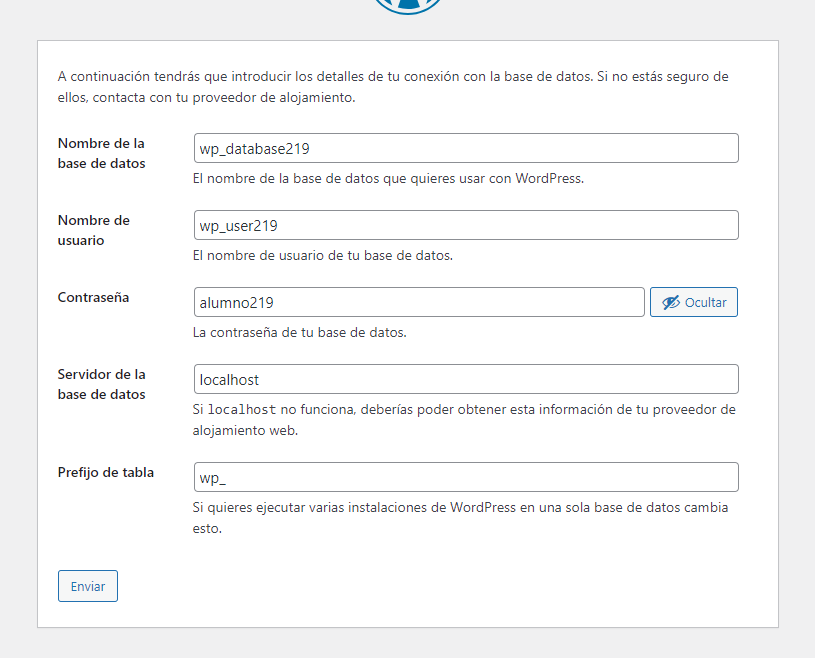 A continuación tendrás que introducir los detalles de tu conexión con la base de datos. Si no estás seguro de
ellos, contacta con tu proveedor de alojamiento.
Nombre de la
base de datos
wp_database219
El nombre de la base de datos que quieres usar con WordPress.
Nombre de
usuario
wp_user219
El nombre de usuario de tu base de datos.
Contraseña
alumno219
Ocultar
La contraseña de tu base de datos.
Servidor de la
base de datos
localhost
Si localhost no funciona, deberías poder obtener esta información de tu proveedor de
alojamiento web.
Prefijo de tabla
wp_
Si quieres ejecutar varias instalaciones de WordPress en una sola base de datos cambia
esto.
Enviar